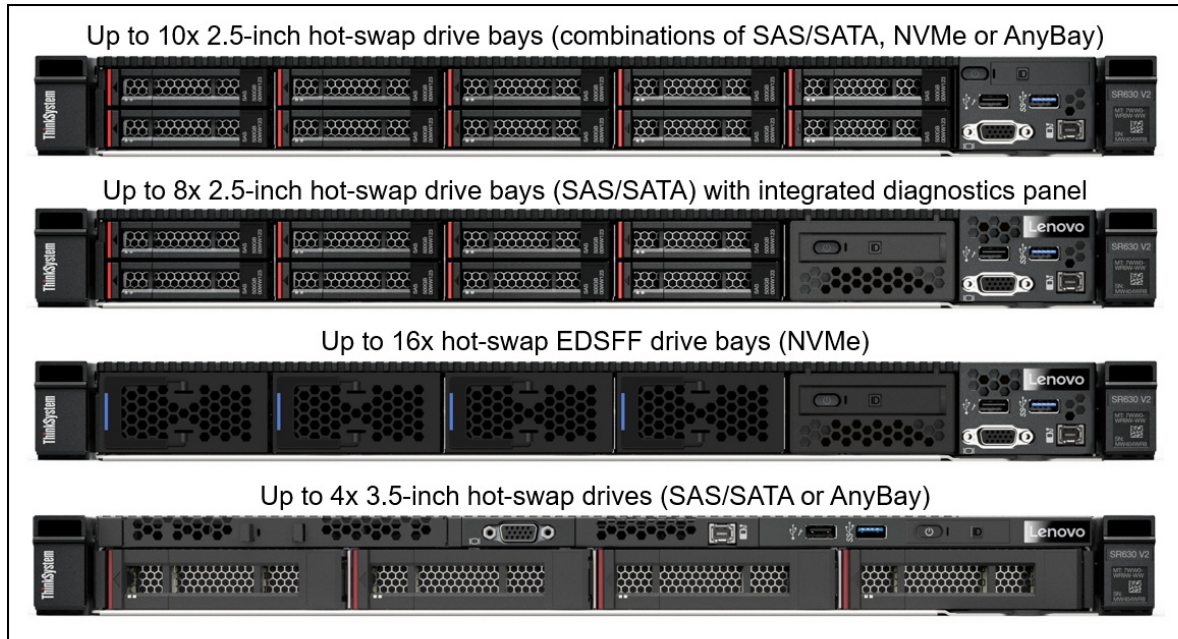 Up to 10x 2.5-inch hot-swap drive bays (combinations of SAS/SATA, NVMe or AnyBay)
ThinkSystem
SR630 V2
Up to 8x 2.5-inch hot-swap drive bays (SAS/SATA) with integrated diagnostics panel
ThinkSystem
Lenovo
SR630 V2
Up to 16x hot-swap EDSFF drive bays (NVMe)
ThinkSystem
Lenovo
SR630 V2
Up to 4x 3.5-inch hot-swap drives (SAS/SATA or AnyBay)
ThinkSystem
Lenovo
SR630 V2